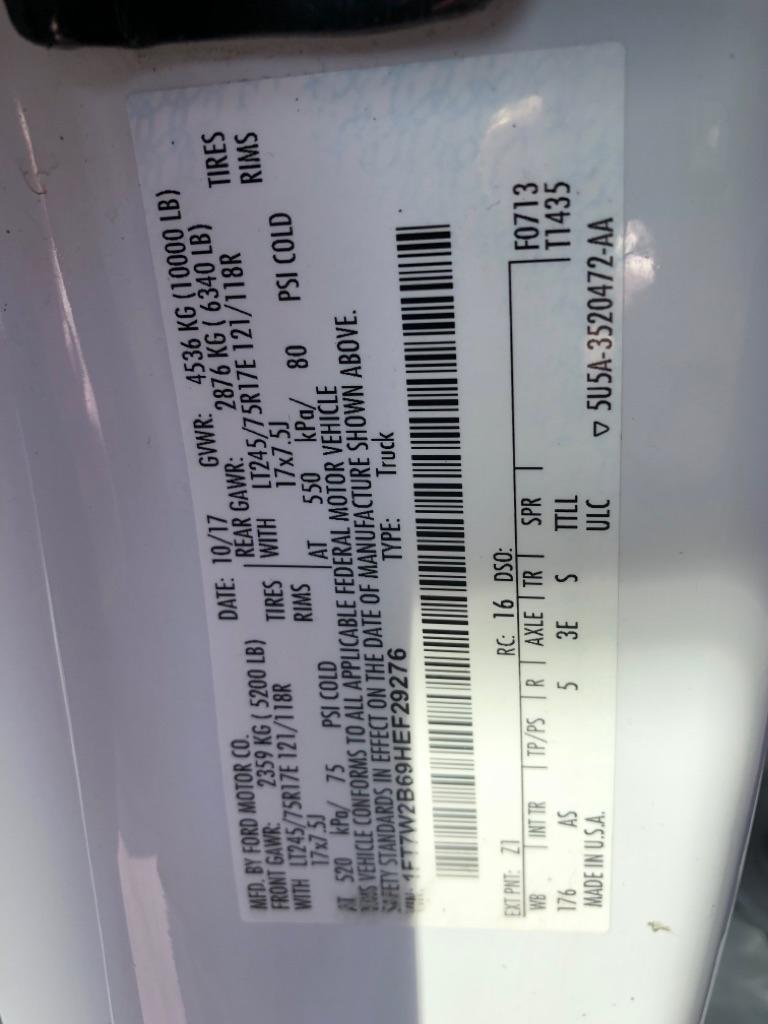 MFD. BY FORD MOTOR CO. DATE: 10/17 GVWR: 4536 KG (10000 LB)
FRONT GAWR: 2359 KG ( 5200 LB) REAR GAWR: 2876 KG ( 6340 LB)
WITH LT245/75R17E 121/118R TIRES WITH LT245/75R17E 121/118R TIRES
17x7.5J RIMS 17x7.5J RIMS
AT 520 kPa/ 75 PSI COLD AT 550 kPa/ 80 PSI COLD
THIS VEHICLE CONFORMS TO ALL APPLICABLE FEDERAL MOTOR VEHICLE
SAFETY STANDARDS IN EFFECT ON THE DATE OF MANUFACTURE SHOWN ABOVE.
VIN: 1FT7W2B69HEF29276 TYPE: Truck
EXT PNT: Z1 RC: 16 DSO:
WB INT TR TP/PS R AXLE TR SPR F0713
176 AS 5 3E S TTLL T1435
ULC
MADE IN U.S.A. ▽ 5U5A-3520472-AA